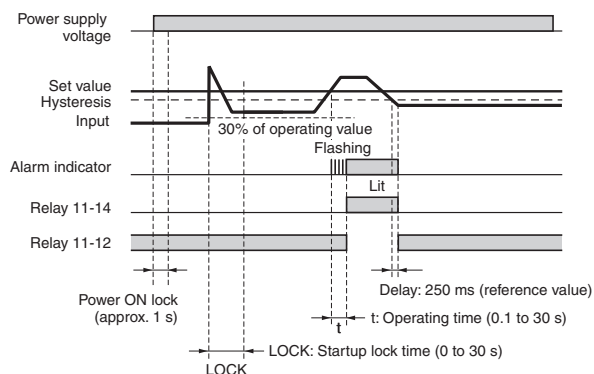 Power supply
voltage
Set value
Hysteresis
Input
30% of operating value
Flashing
Alarm indicator
Lit
Relay 11-14
Relay 11-12
Power ON lock
(approx. 1 s)
Delay: 250 ms (reference value)
t
t: Operating time (0.1 to 30 s)
LOCK: Startup lock time (0 to 30 s)
LOCK